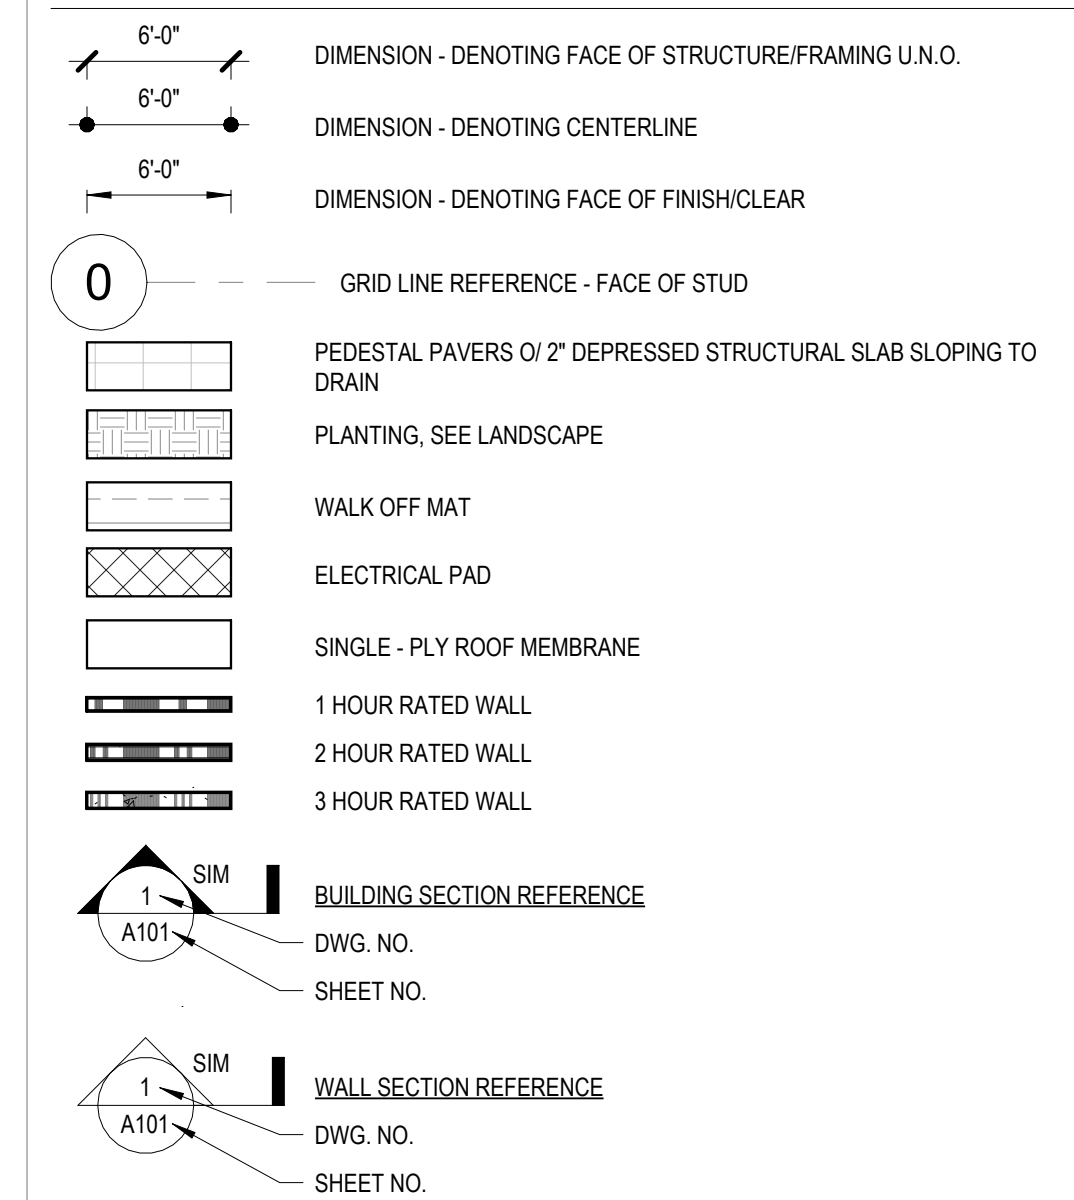 6'-0"
DIMENSION - DENOTING FACE OF STRUCTURE/FRAMING U.N.O.
6'-0"
DIMENSION - DENOTING CENTERLINE
6'-0"
DIMENSION - DENOTING FACE OF FINISH/CLEAR
0
GRID LINE REFERENCE - FACE OF STUD
PEDESTAL PAVERS O/ 2" DEPRESSED STRUCTURAL SLAB SLOPING TO
DRAIN
PLANTING, SEE LANDSCAPE
WALK OFF MAT
ELECTRICAL PAD
SINGLE - PLY ROOF MEMBRANE
1 HOUR RATED WALL
2 HOUR RATED WALL
3 HOUR RATED WALL
SIM
1
A101
BUILDING SECTION REFERENCE
DWG. NO.
SHEET NO.
SIM
1
A101
WALL SECTION REFERENCE
DWG. NO.
SHEET NO.